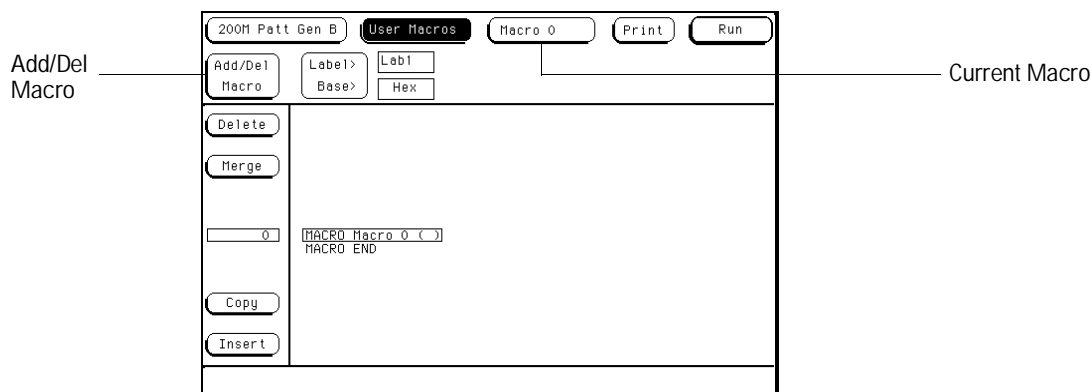 200M Patt Gen B User Macros Macro 0 Print Run
Add/Del
Macro
Add/Del
Macro
Label>
Base>
Lab1
Hex
Current Macro
Delete
Merge
0
MACRO Macro 0 ( )
MACRO END
Copy
Insert